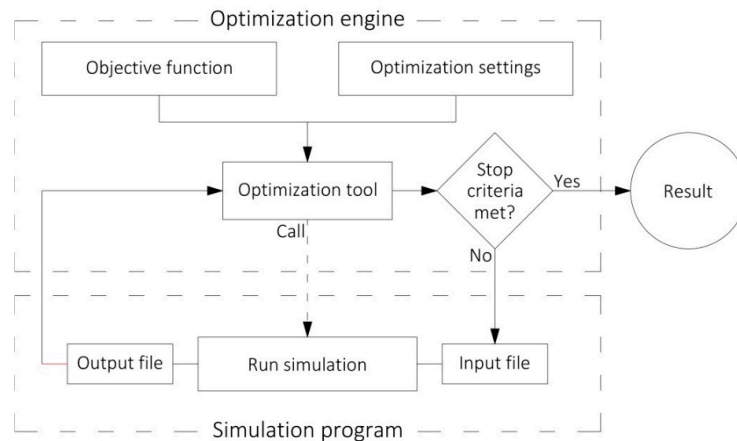 Optimization engine
Objective function
Optimization settings
Optimization tool
Stop
criteria
met?
Yes
Result
Call
No
Output file
Run simulation
Input file
Simulation program